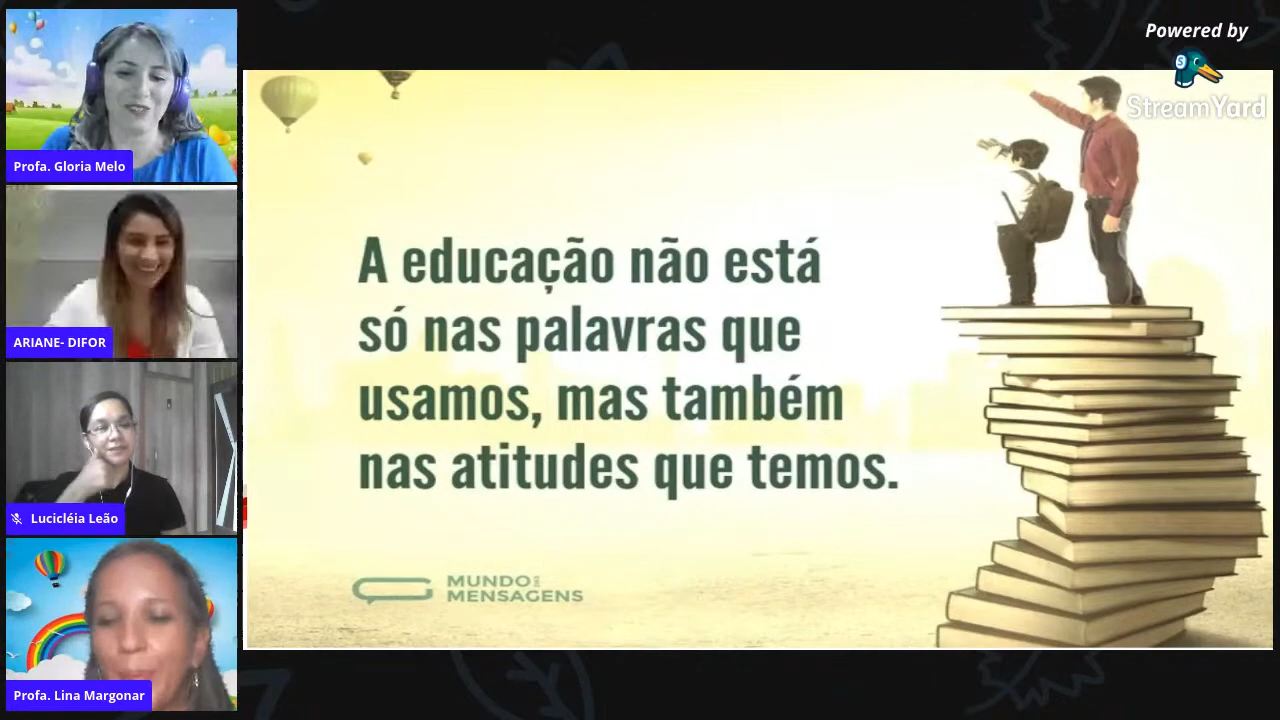 Powered by
StreamYard
Profa. Gloria Melo
ARIANE- DIFOR
Lucicléia Leão
Profa. Lina Margonar
A educação não está
só nas palavras que
usamos, mas também
nas atitudes que temos.
MUNDO DAS
MENSAGENS